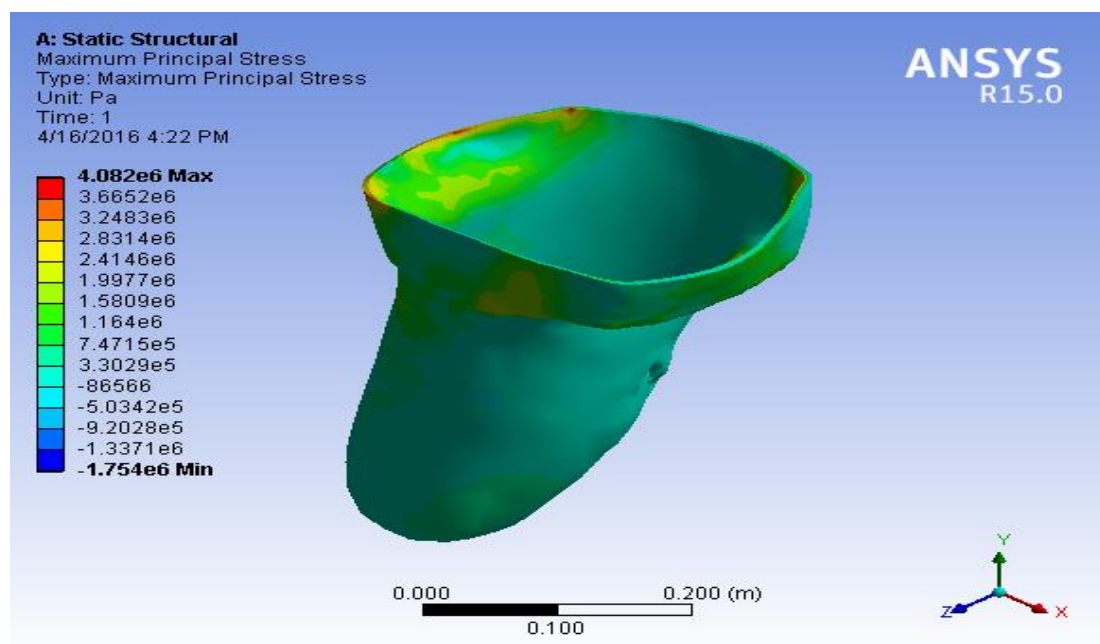 A: Static Structural
Maximum Principal Stress
Type: Maximum Principal Stress
Unit: Pa
Time: 1
4/16/2016 4:22 PM
ANSYS
R15.0
4.082e6 Max
3.6652e6
3.2483e6
2.8314e6
2.4146e6
1.9977e6
1.5809e6
1.164e6
7.4715e5
3.3029e5
-86566
-5.0342e5
-9.2028e5
-1.3371e6
-1.754e6 Min
0.000
0.200 (m)
0.100
Y
Z
X